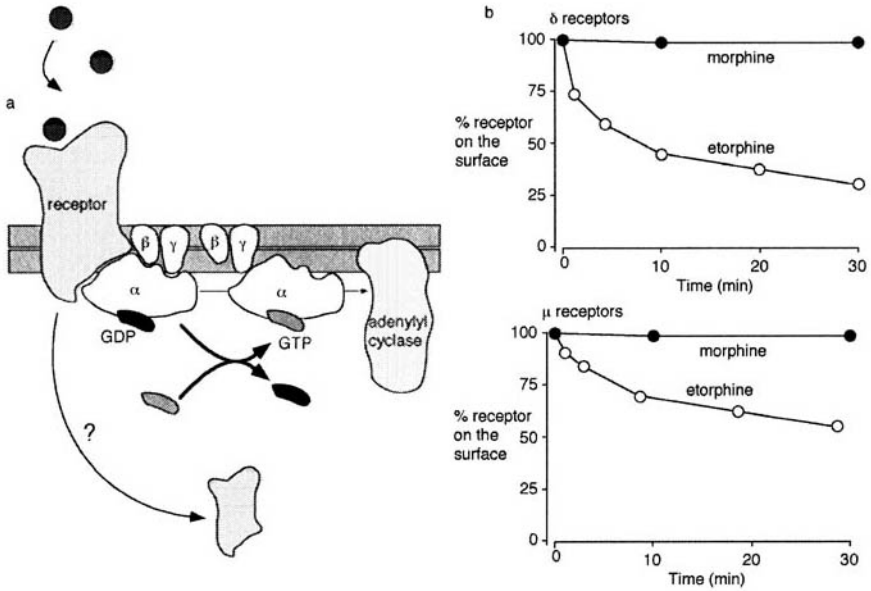 a
receptor
β
γ
β
γ
α
α
GDP
GTP
adenylyl
cyclase
?
b
δ receptors
100
75
50
25
0
% receptor
on the
surface
morphine
etorphine
0
10
20
30
Time (min)
μ receptors
100
75
50
25
0
% receptor
on the
surface
morphine
etorphine
0
10
20
30
Time (min)